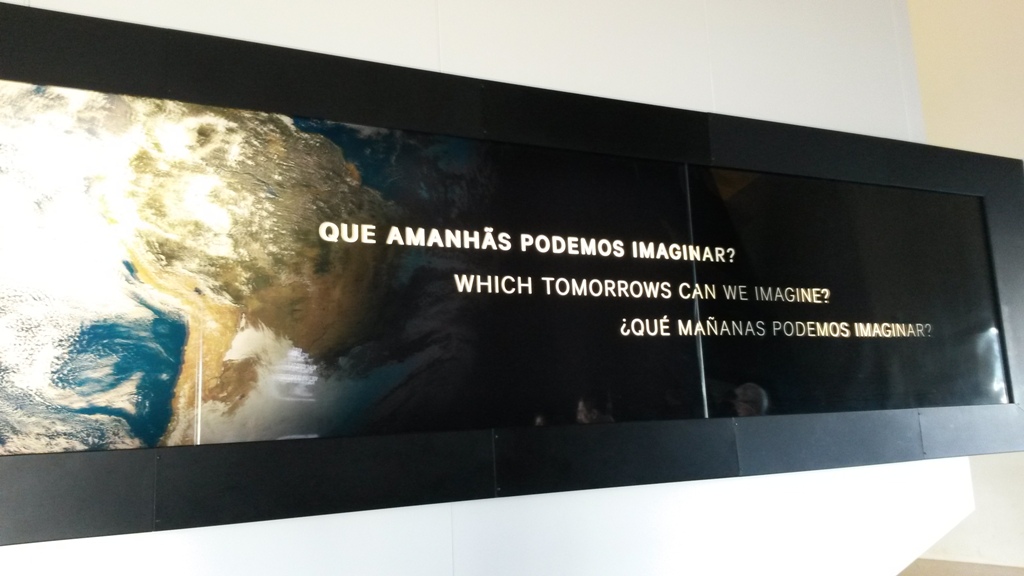 QUE AMANHÃS PODEMOS IMAGINAR?
WHICH TOMORROWS CAN WE IMAGINE?
¿QUÉ MAÑANAS PODEMOS IMAGINAR?